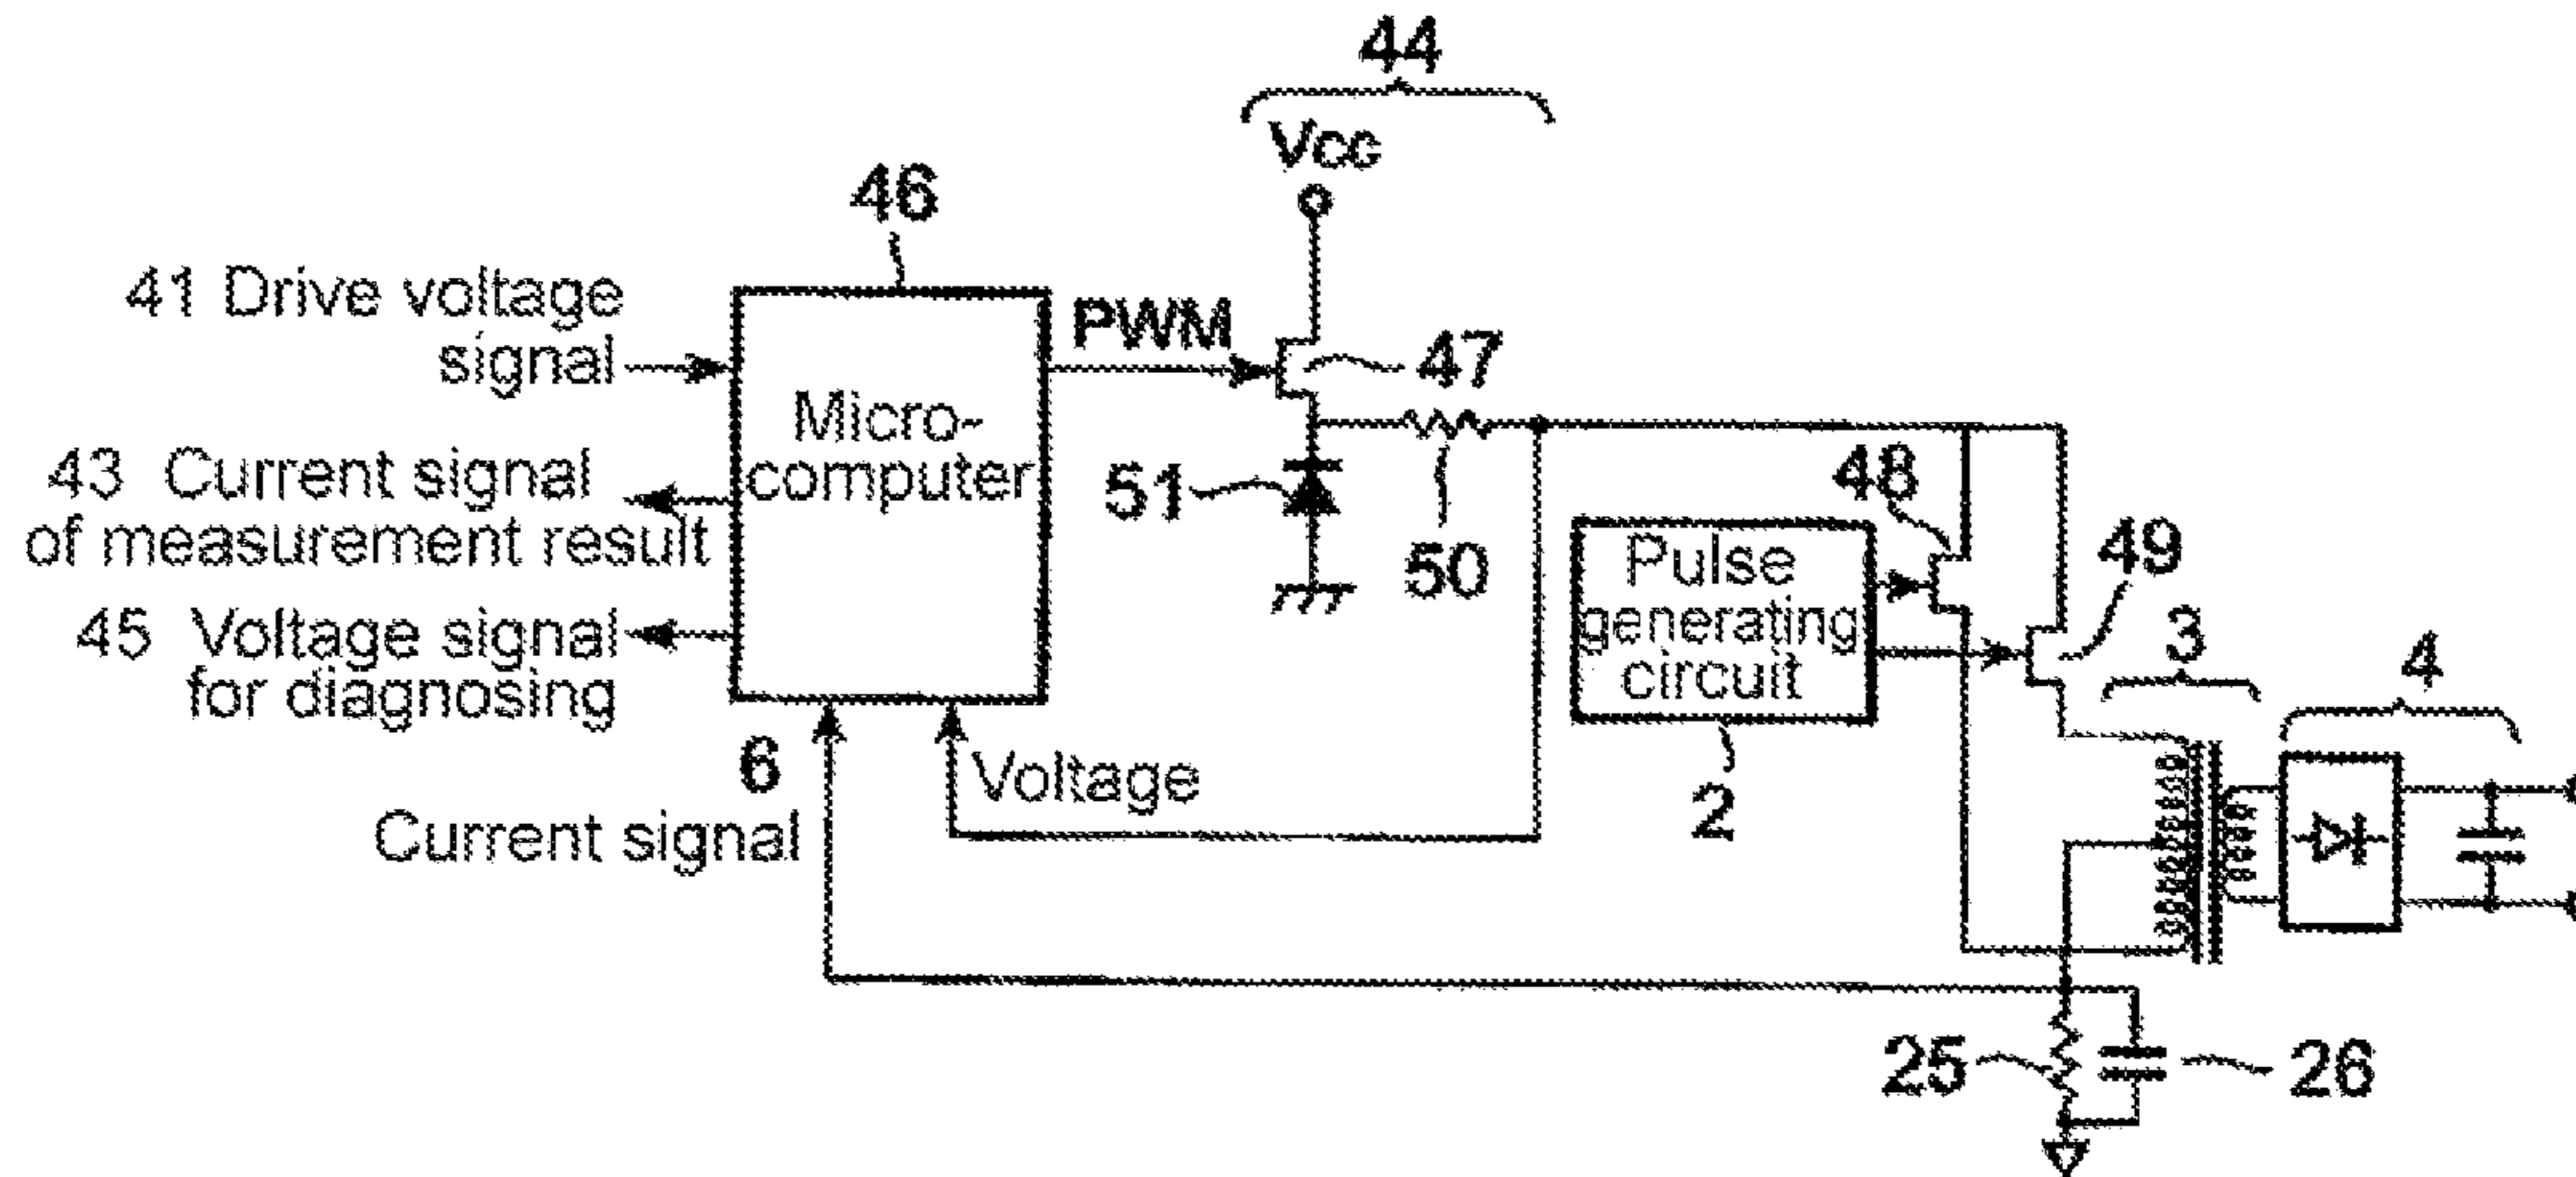 44
Vcc
46
41 Drive voltage
signal
PWM
47
Micro-
computer
43 Current signal
of measurement result
51
50
48
49
Pulse
generating
circuit
3
4
45 Voltage signal
for diagnosing
6
Voltage
2
Current signal
25
26